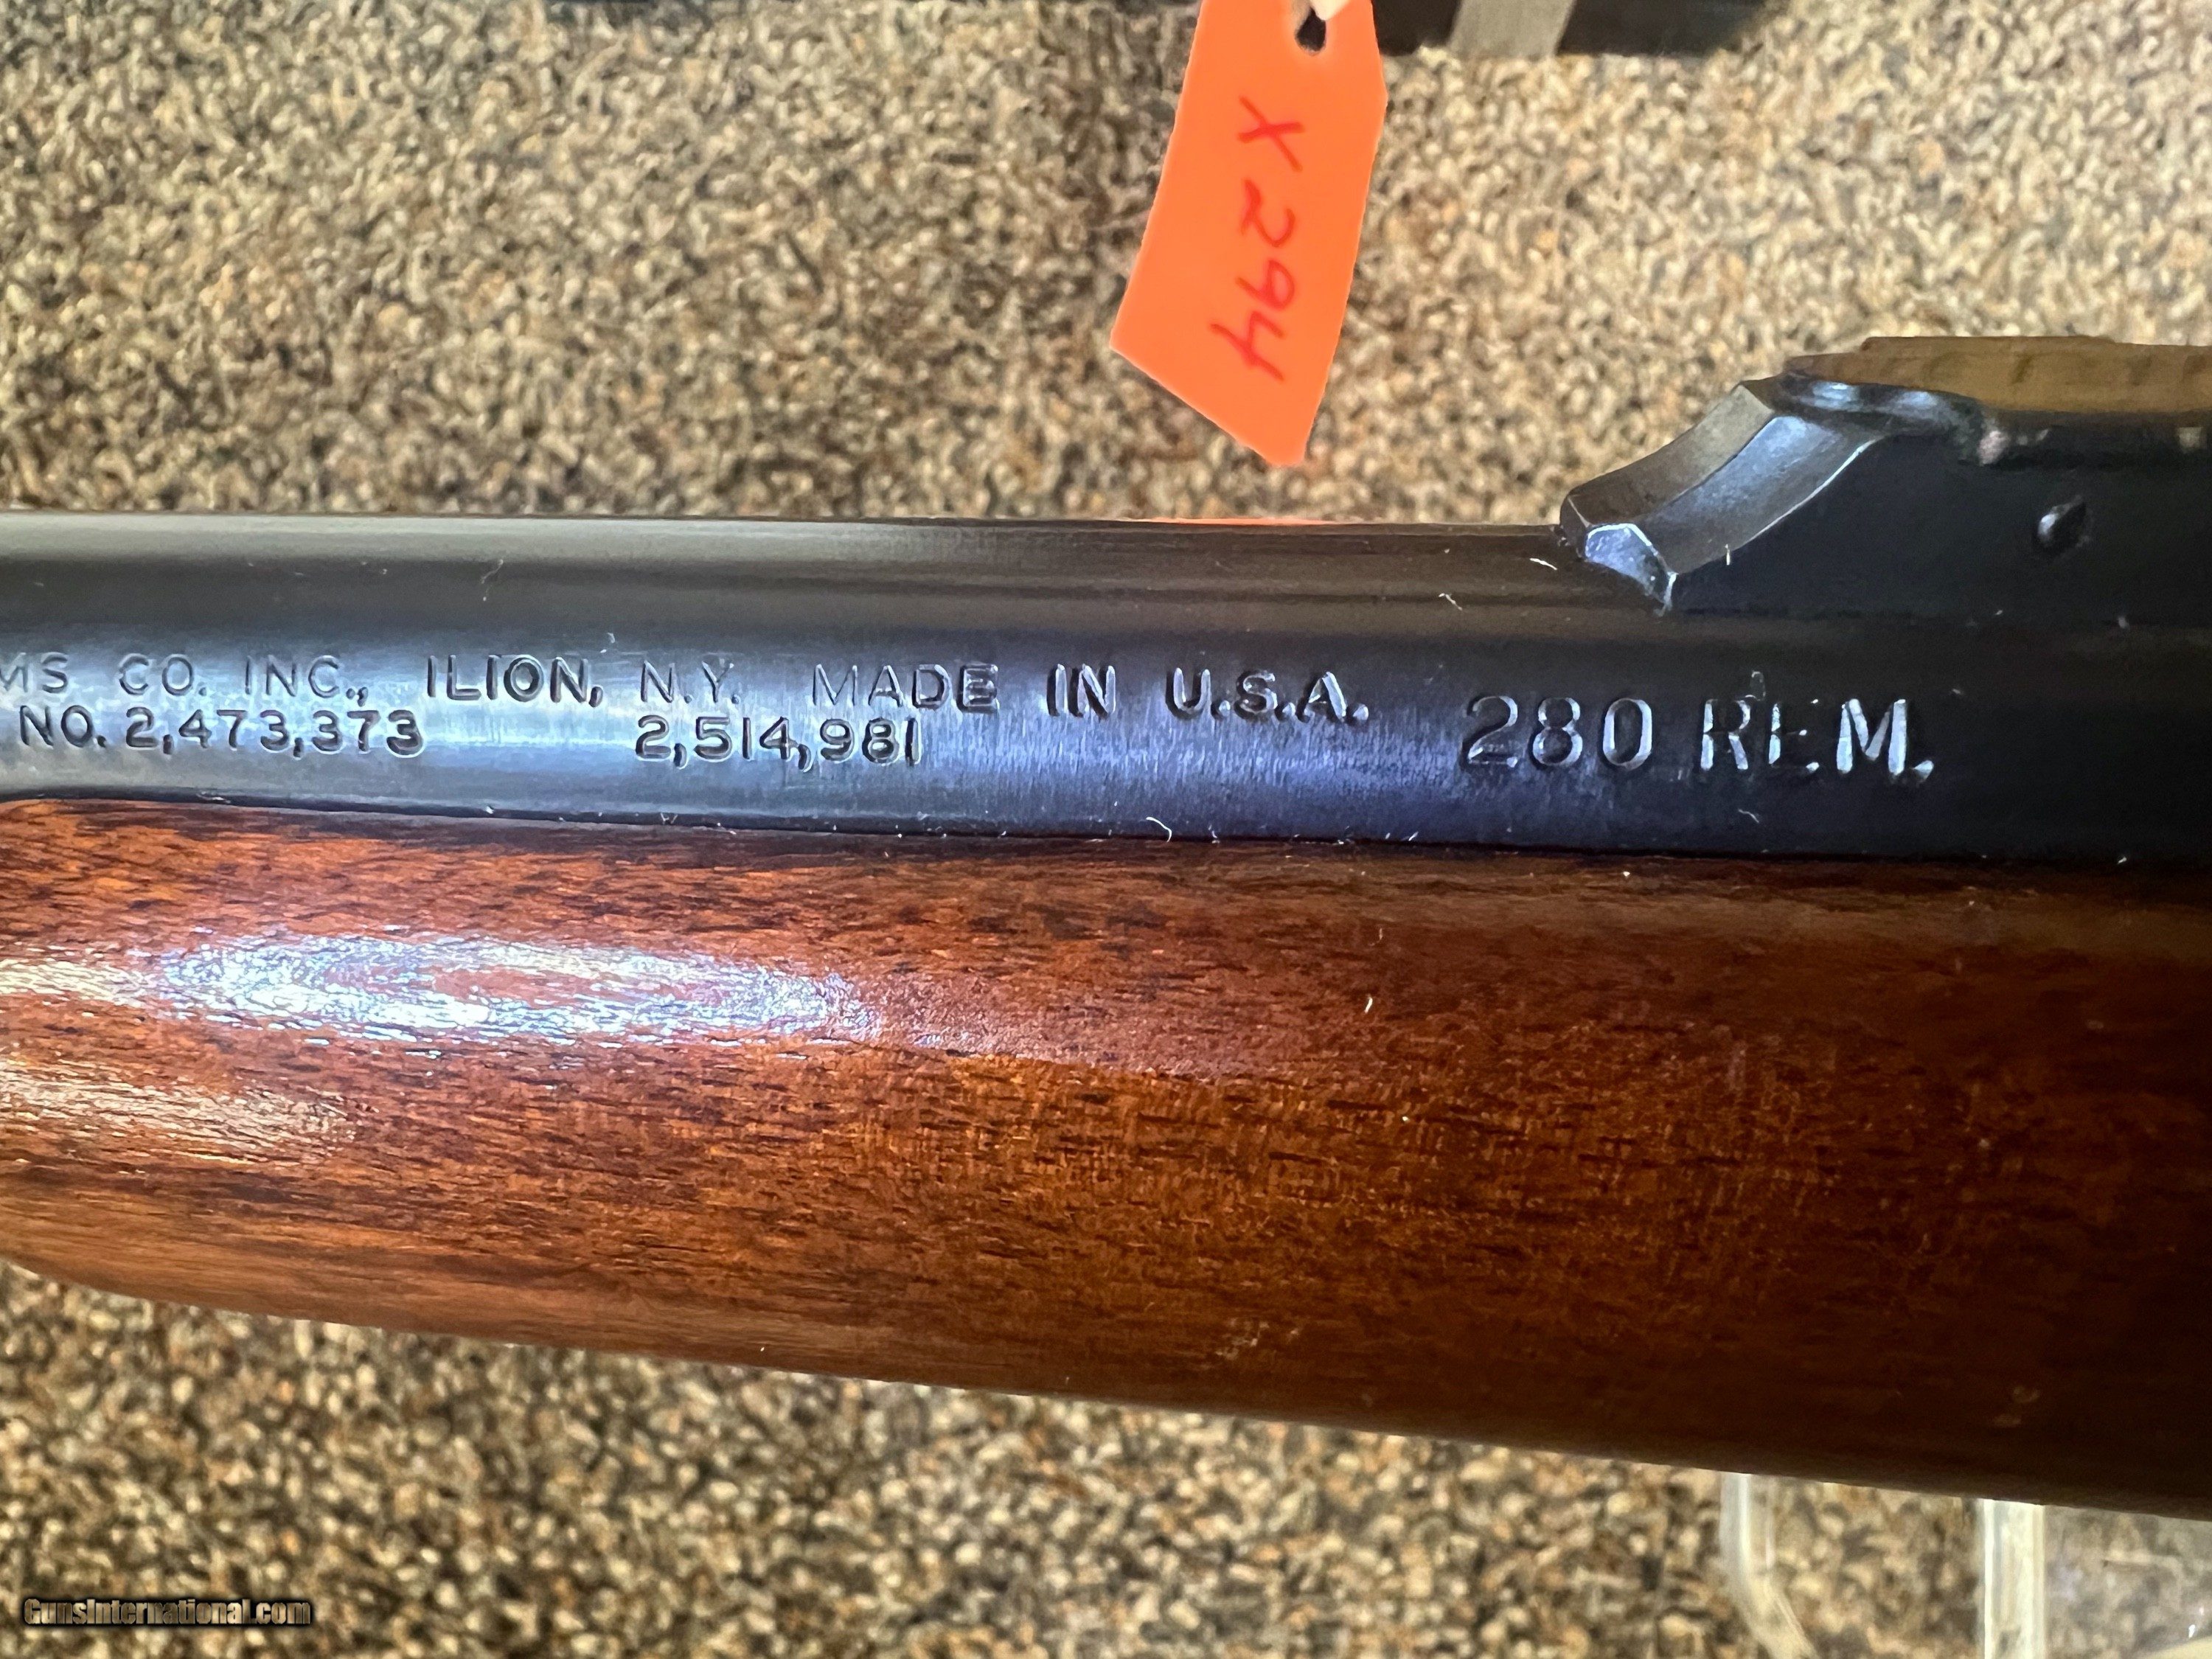 X294
MS CO. INC., ILION, N.Y. MADE IN U.S.A.
NO. 2,473,373 2,514,981
280 REM.
GunsInternational.com